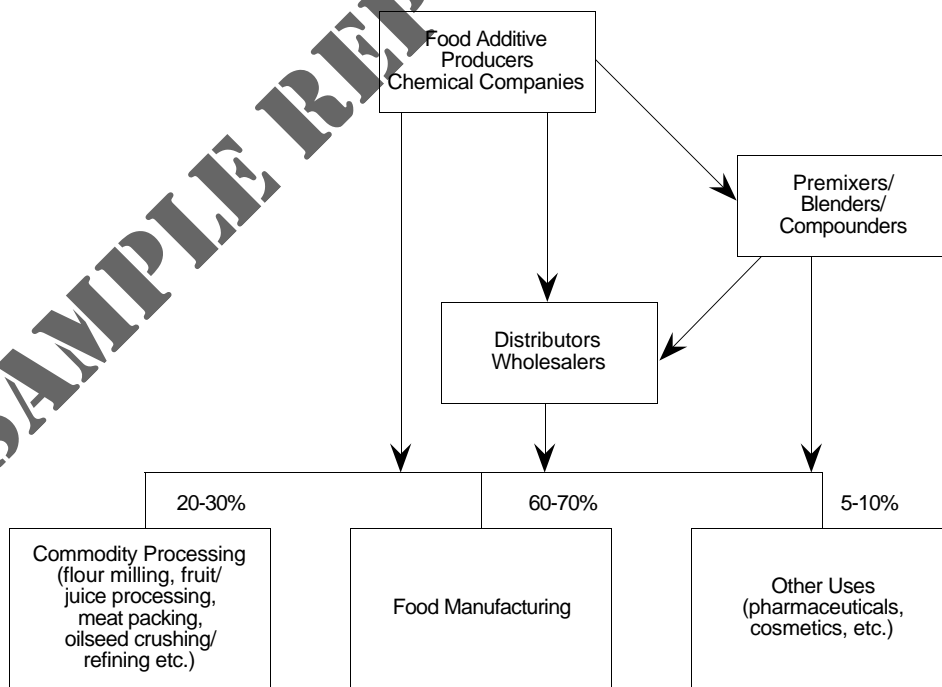 SAMPLE
Food Additive
Producers
Chemical Companies
Premixers/
Blenders/
Compounders
Distributors
Wholesalers
20-30%
60-70%
5-10%
Commodity Processing
(flour milling, fruit/
juice processing,
meat packing,
oilseed crushing/
refining etc.)
Food Manufacturing
Other Uses
(pharmaceuticals,
cosmetics, etc.)